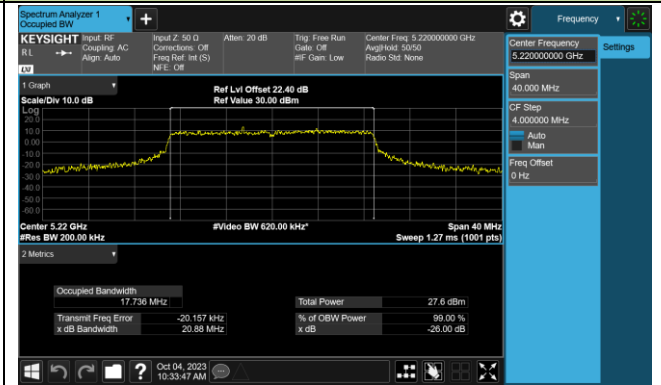 Spectrum Analyzer 1
Occupied BW
+
Frequency
KEYSIGHT
RL
LXI
Input: RF
Coupling: AC
Align: Auto
Input Z: 50 Ω
Corrections: Off
Freq Ref: Int (S)
NFE: Off
Atten: 20 dB
Trig: Free Run
Gate: Off
#IF Gain: Low
Center Freq: 5.220000000 GHz
Avg|Hold: 50/50
Radio Std: None
Center Frequency
5.220000000 GHz
Settings
Span
40.000 MHz
CF Step
4.000000 MHz
Auto
Man
Freq Offset
0 Hz
1 Graph
Scale/Div 10.0 dB
Ref Lvl Offset 22.40 dB
Ref Value 30.00 dBm
Log
20.0
10.0
0.00
-10.0
-20.0
-30.0
-40.0
-50.0
-60.0
Center 5.22 GHz
#Video BW 620.00 kHz*
Span 40 MHz
#Res BW 200.00 kHz
Sweep 1.27 ms (1001 pts)
2 Metrics
Occupied Bandwidth
17.736 MHz
Total Power 27.6 dBm
Transmit Freq Error -20.157 kHz
% of OBW Power 99.00 %
x dB Bandwidth 20.88 MHz
x dB -26.00 dB
?
Oct 04, 2023
10:33:47 AM